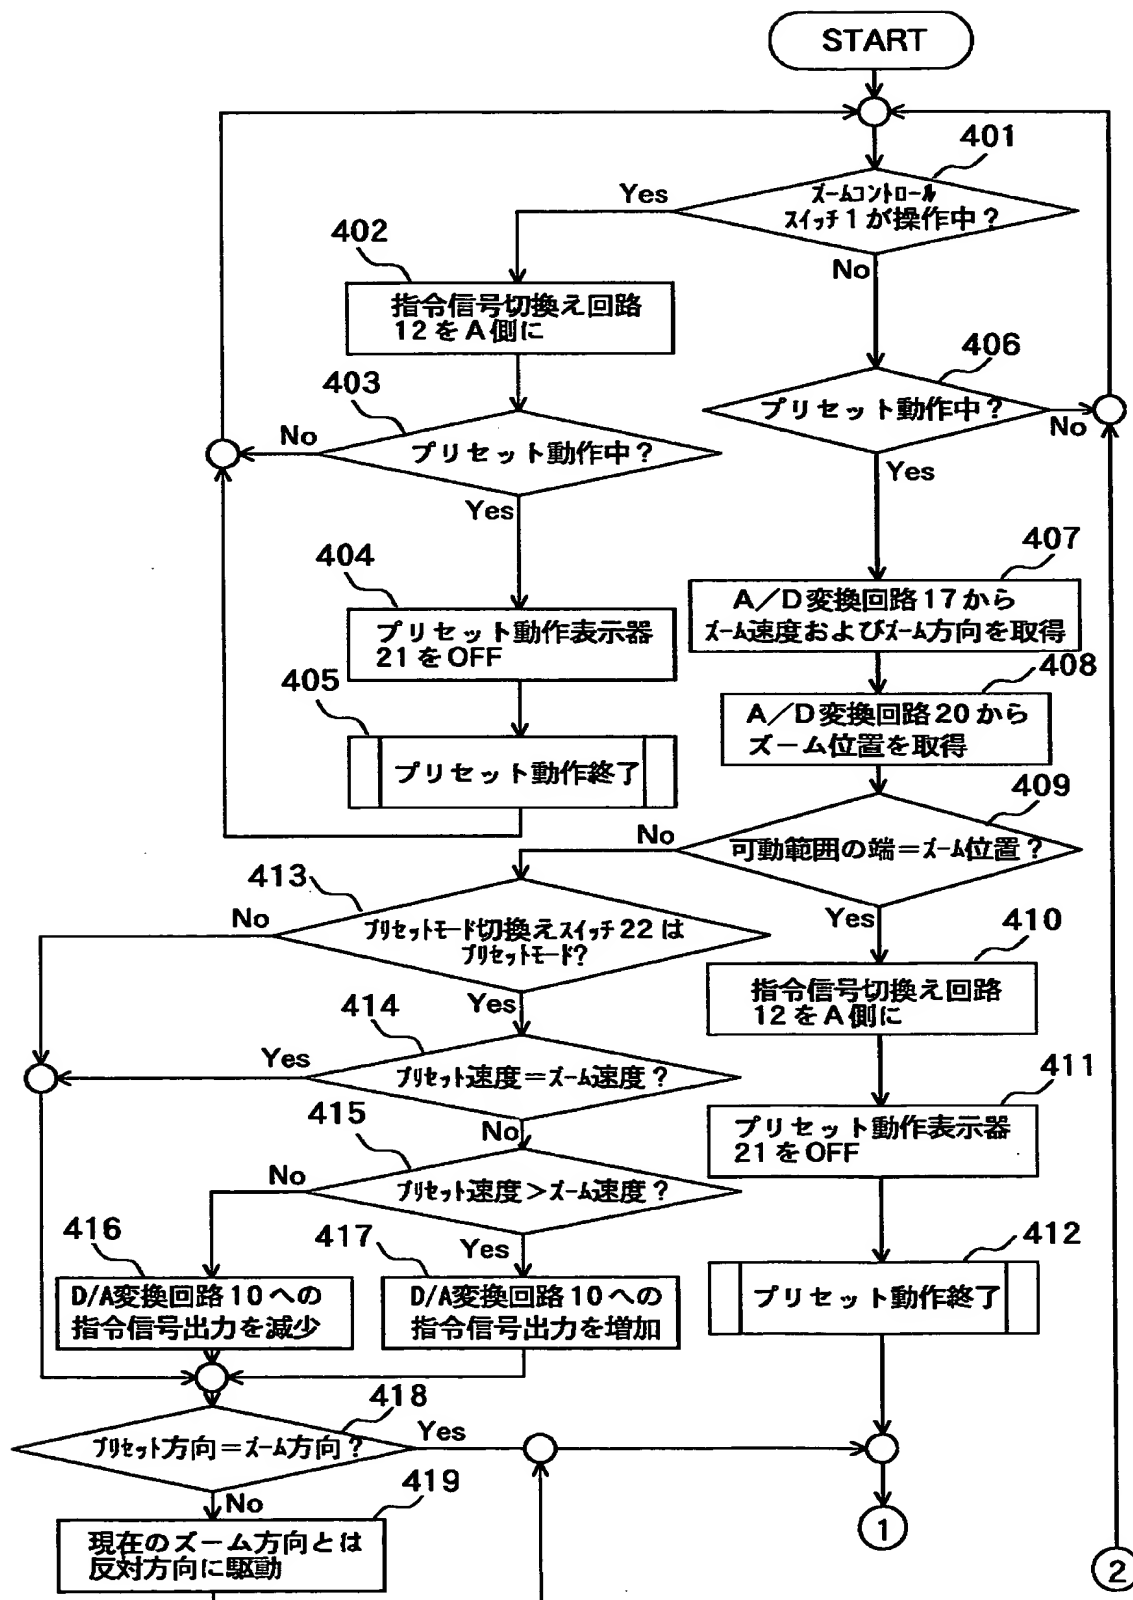 START
401
ズームコントロール
スイッチ1が操作中?
Yes
No
402
指令信号切換え回路
12をA側に
403
プリセット動作中?
No
Yes
406
プリセット動作中?
No
Yes
404
プリセット動作表示器
21をOFF
405
プリセット動作終了
407
A/D変換回路17から
ズーム速度およびズーム方向を取得
408
A/D変換回路20から
ズーム位置を取得
409
可動範囲の端=ズーム位置?
No
Yes
413
プリセットモード切換えスイッチ22は
プリセットモード?
No
Yes
410
指令信号切換え回路
12をA側に
414
プリセット速度=ズーム速度?
Yes
No
411
プリセット動作表示器
21をOFF
415
プリセット速度>ズーム速度?
No
Yes
412
プリセット動作終了
416
D/A変換回路10への
指令信号出力を減少
417
D/A変換回路10への
指令信号出力を増加
418
プリセット方向=ズーム方向?
Yes
No
419
現在のズーム方向とは
反対方向に駆動
1
2